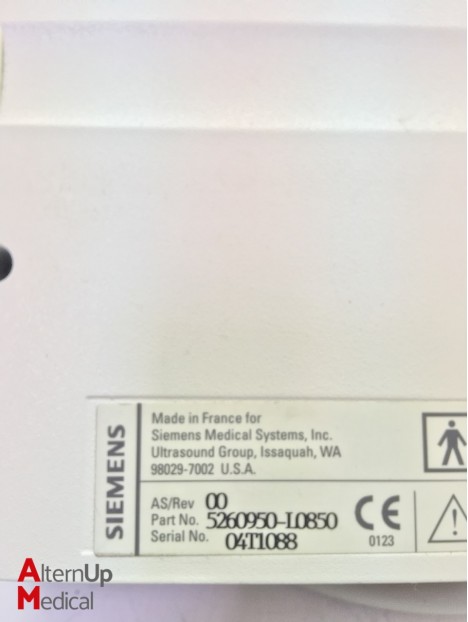 SIEMENS
Made in France for
Siemens Medical Systems, Inc.
Ultrasound Group, Issaquah, WA
98029-7002 U.S.A.
AS/Rev 00
Part No. 5260950-L0850
Serial No. 04T1088
CE
0123
AlternUp
Medical